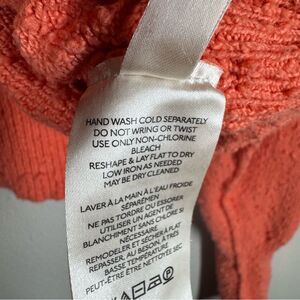 HAND WASH COLD SEPARATELY
DO NOT WRING OR TWIST
USE ONLY NON-CHLORINE
BLEACH
RESHAPE & LAY FLAT TO DRY
LOW IRON AS NEEDED
MAY BE DRY CLEANED
LAVER À LA MAIN À L'EAU FROIDE
SÉPARÉMEN
NE PAS TORDRE OU ESSORER
UTILISER UN AGENT DE
BLANCHIMENT SANS CHLORE SI
REMODELER ET SÉCHER À PLAT
REPASSER, AU BESOIN, À TRÈS
BASSE TEMPÉRATURE
PEUT-ÊTRE NETTOYÉ SEC